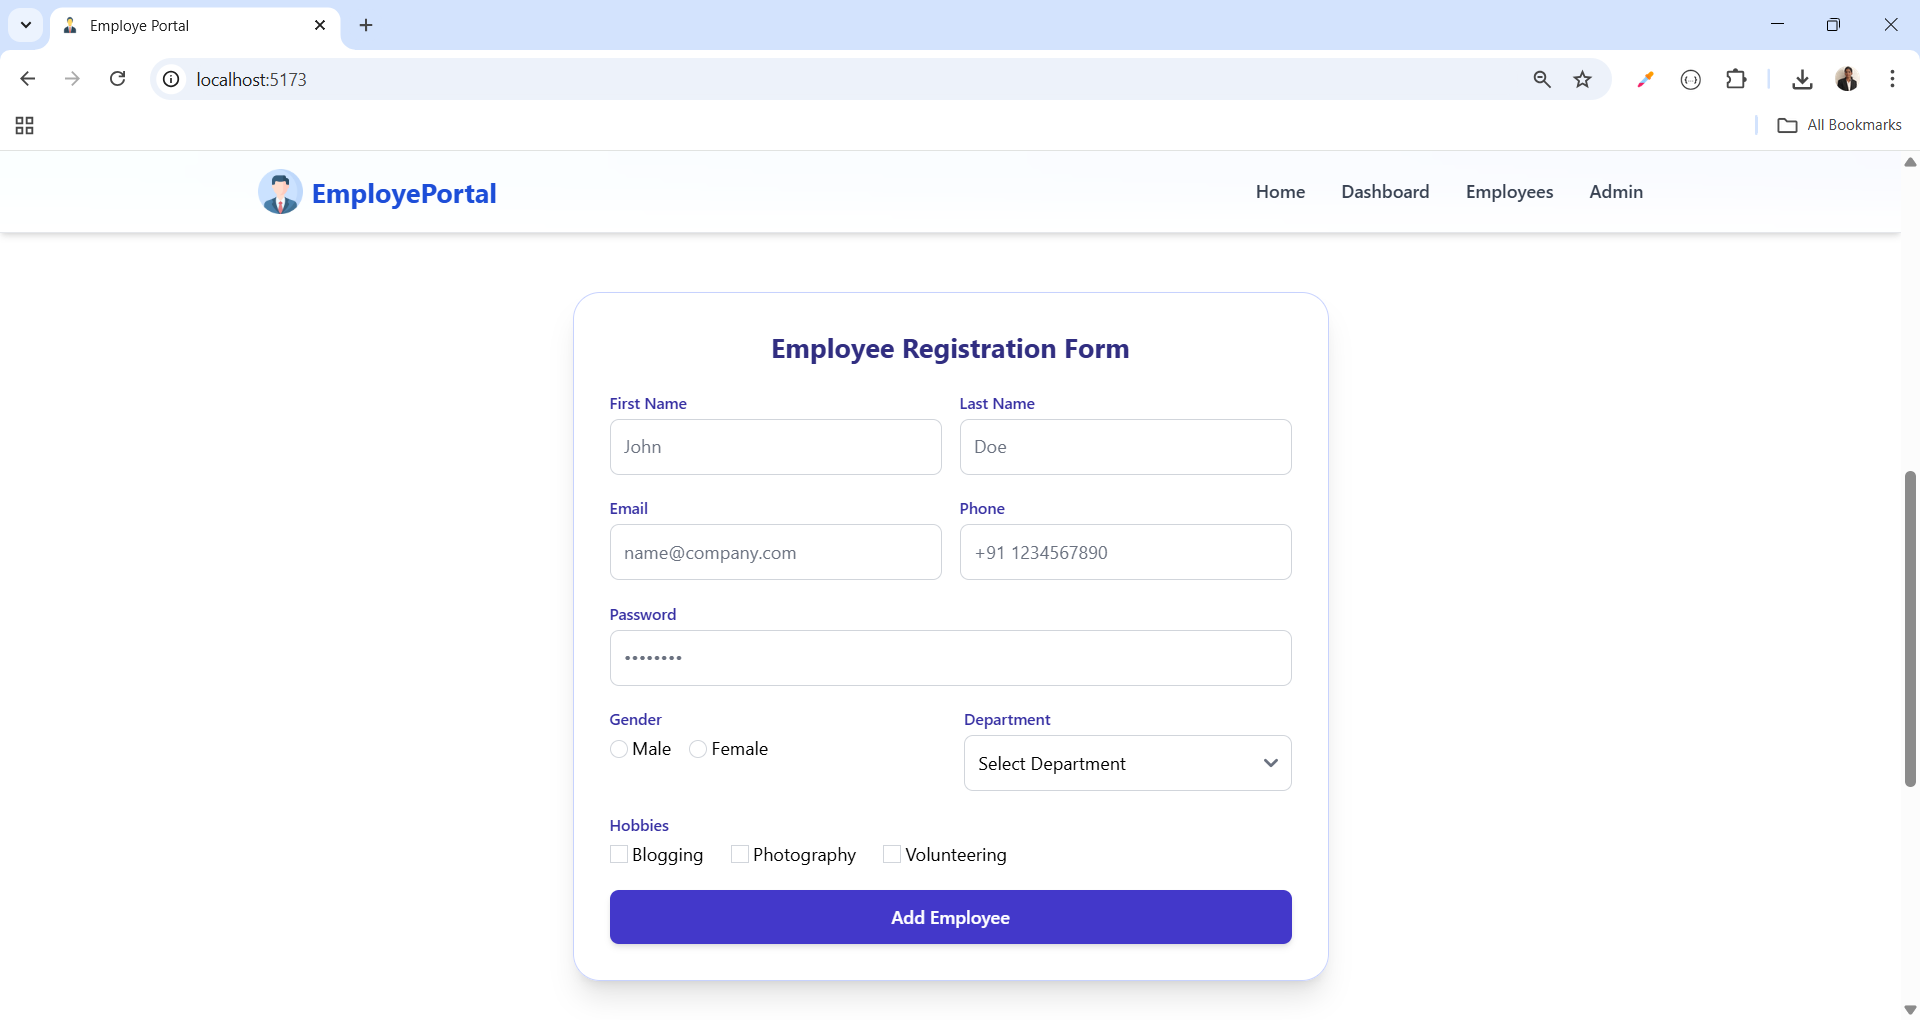 Employe Portal
localhost:5173
All Bookmarks
EmployePortal
Home Dashboard Employees Admin
Employee Registration Form
First Name Last Name
John Doe
Email Phone
name@company.com +91 1234567890
Password
••••••••
Gender Department
Male Female
Select Department
Hobbies
Blogging Photography Volunteering
Add Employee